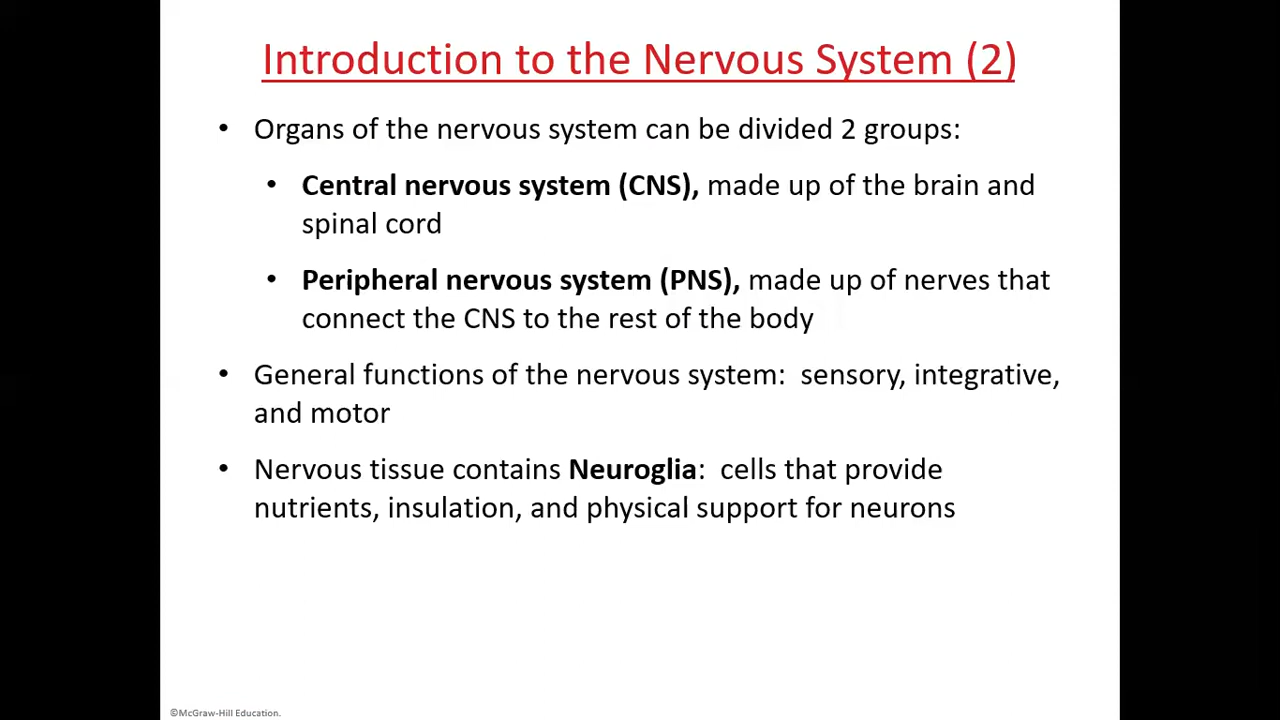 Introduction to the Nervous System (2)
• Organs of the nervous system can be divided 2 groups:
• Central nervous system (CNS), made up of the brain and
spinal cord
• Peripheral nervous system (PNS), made up of nerves that
connect the CNS to the rest of the body
• General functions of the nervous system:  sensory, integrative,
and motor
• Nervous tissue contains Neuroglia:  cells that provide
nutrients, insulation, and physical support for neurons
©McGraw-Hill Education.